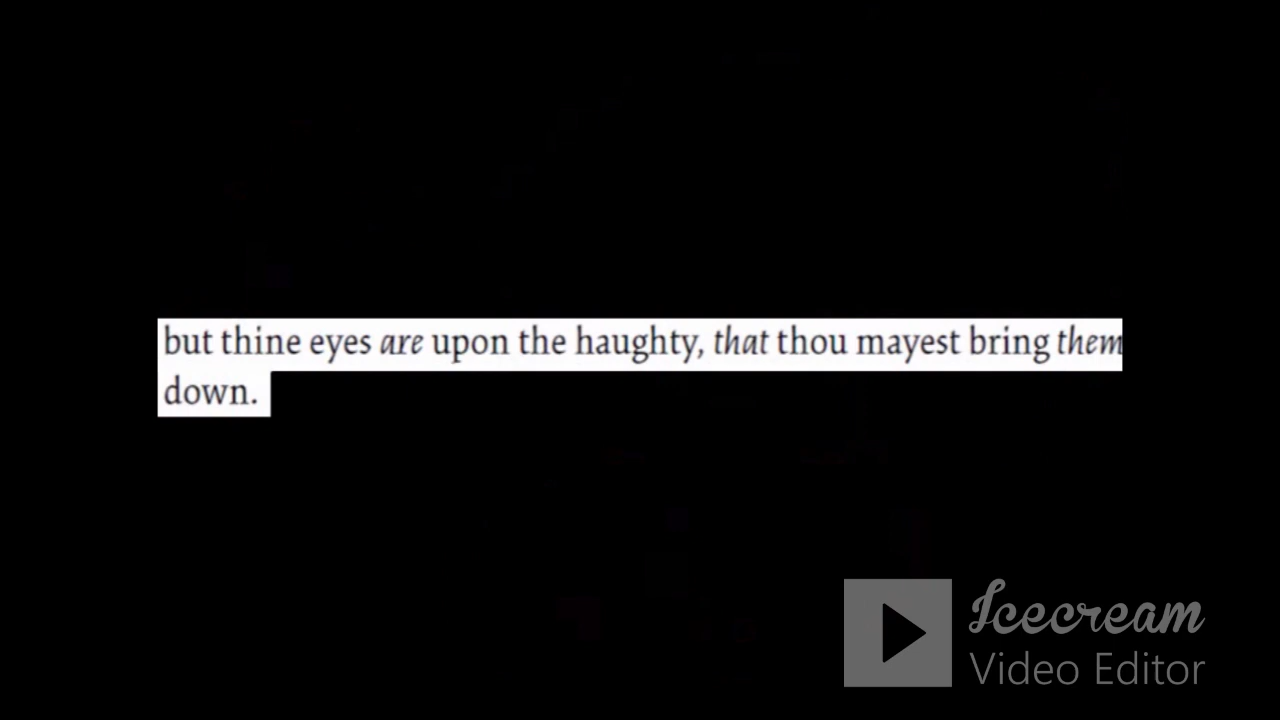 but thine eyes are upon the haughty, that thou mayest bring them
down.
Icecream
Video Editor